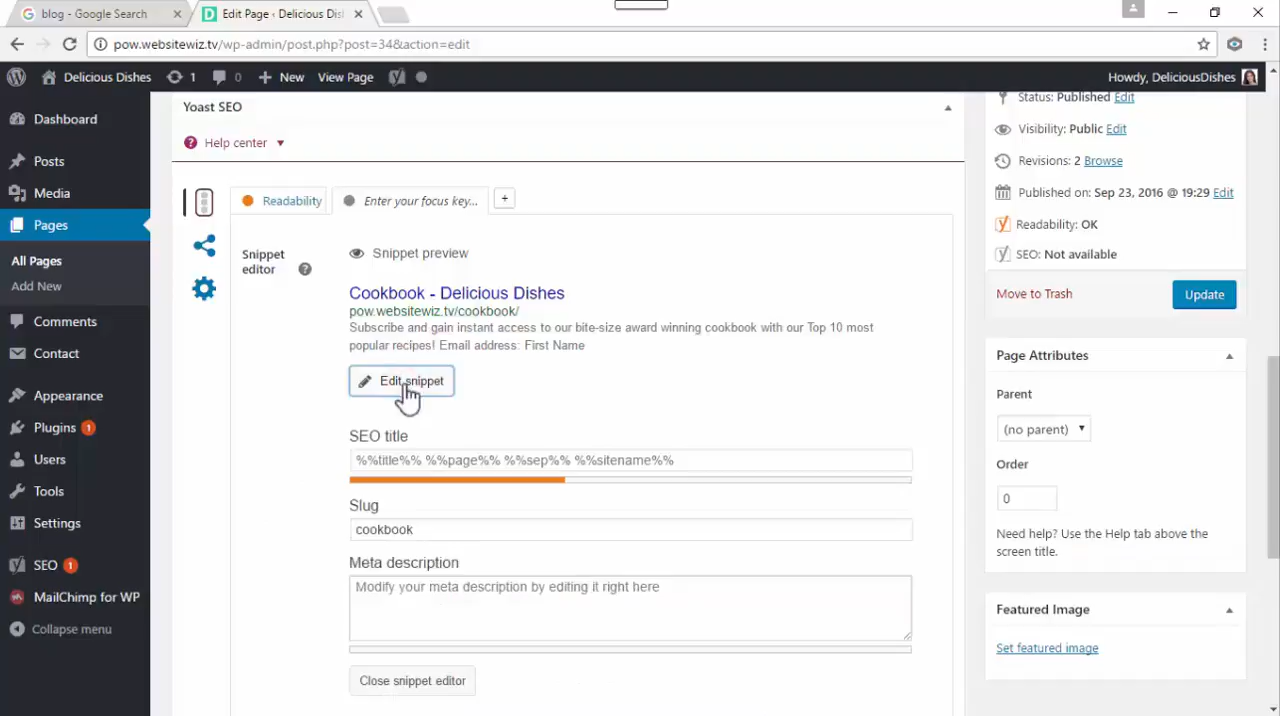 blog - Google Search
Edit Page ‹ Delicious Dis
pow.websitewiz.tv/wp-admin/post.php?post=34&action=edit
Delicious Dishes
1
0
New
View Page
Howdy, DeliciousDishes
Dashboard
Posts
Media
Pages
All Pages
Add New
Comments
Contact
Appearance
Plugins 1
Users
Tools
Settings
SEO 1
MailChimp for WP
Collapse menu
Yoast SEO
Help center
Readability
Enter your focus key...
+
Snippet editor
Snippet preview
Cookbook - Delicious Dishes
pow.websitewiz.tv/cookbook/
Subscribe and gain instant access to our bite-size award winning cookbook with our Top 10 most
popular recipes! Email address: First Name
Edit snippet
SEO title
%%title%% %%page%% %%sep%% %%sitename%%
Slug
cookbook
Meta description
Modify your meta description by editing it right here
Close snippet editor
Status: Published Edit
Visibility: Public Edit
Revisions: 2 Browse
Published on: Sep 23, 2016 @ 19:29 Edit
Readability: OK
SEO: Not available
Move to Trash
Update
Page Attributes
Parent
(no parent)
Order
0
Need help? Use the Help tab above the
screen title.
Featured Image
Set featured image